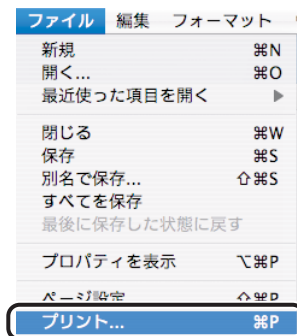 ファイル 編集 フォーマット
新規 ⌘N
開く... ⌘O
最近使った項目を開く ▶
閉じる ⌘W
保存 ⌘S
別名で保存... ⇧⌘S
すべてを保存
最後に保存した状態に戻す
プロパティを表示 ⌥⌘P
ページ設定... ⇧⌘P
プリント... ⌘P